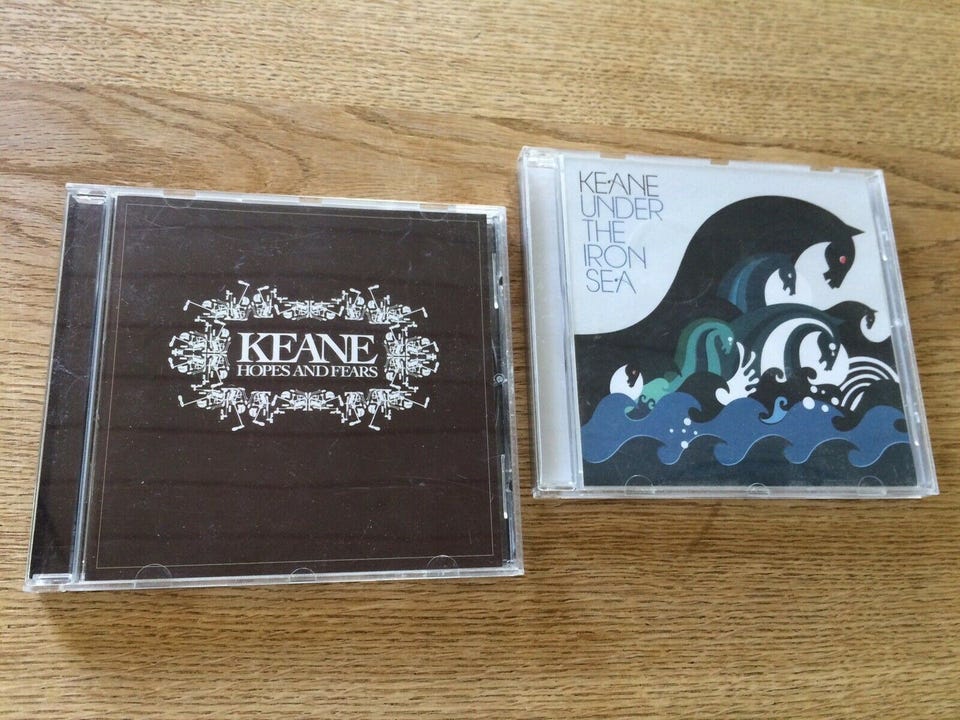 KEANE
HOPES AND FEARS
KEANE
UNDER
THE
IRON
SEA